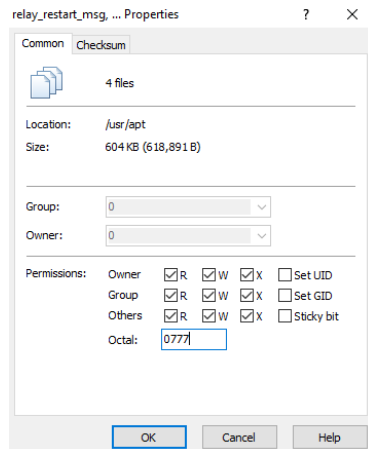 relay_restart_msg, ... Properties ? ×
Common Checksum
4 files
Location: /usr/apt
Size: 604 KB (618,891 B)
Group: 0
Owner: 0
Permissions: Owner R W X Set UID
Group R W X Set GID
Others R W X Sticky bit
Octal: 0777
OK Cancel Help